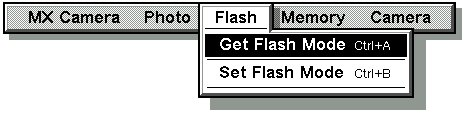 MX Camera Photo Flash Memory Camera
Get Flash Mode Ctrl+A
Set Flash Mode Ctrl+B